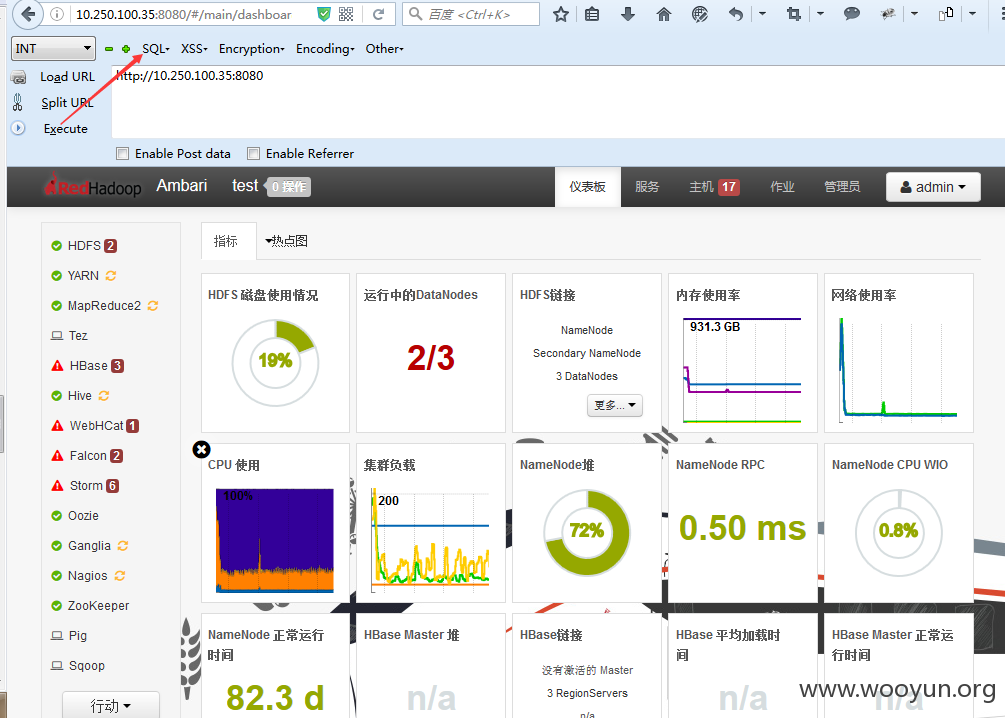 10.250.100.35:8080/#/main/dashboar
百度 <Ctrl+K>
INT
SQL
XSS
Encryption
Encoding
Other
Load URL
http://10.250.100.35:8080
Split URL
Execute
Enable Post data
Enable Referrer
RedHadoop
Ambari
test
0 操作
仪表板
服务
主机 17
作业
管理员
admin
HDFS 2
YARN
MapReduce2
Tez
HBase 3
Hive
WebHCat 1
Falcon 2
Storm 6
Oozie
Ganglia
Nagios
ZooKeeper
Pig
Sqoop
行动
指标
热点图
HDFS 磁盘使用情况
19%
运行中的DataNodes
2/3
HDFS链接
NameNode
Secondary NameNode
3 DataNodes
更多...
内存使用率
931.3 GB
网络使用率
CPU 使用
100%
集群负载
200
NameNode堆
72%
NameNode RPC
0.50 ms
NameNode CPU WIO
0.8%
NameNode 正常运行
时间
82.3 d
HBase Master 堆
n/a
HBase链接
没有激活的 Master
3 RegionServers
n/a
HBase 平均加载时
间
n/a
HBase Master 正常运
行时间
n/a
www.wooyun.org